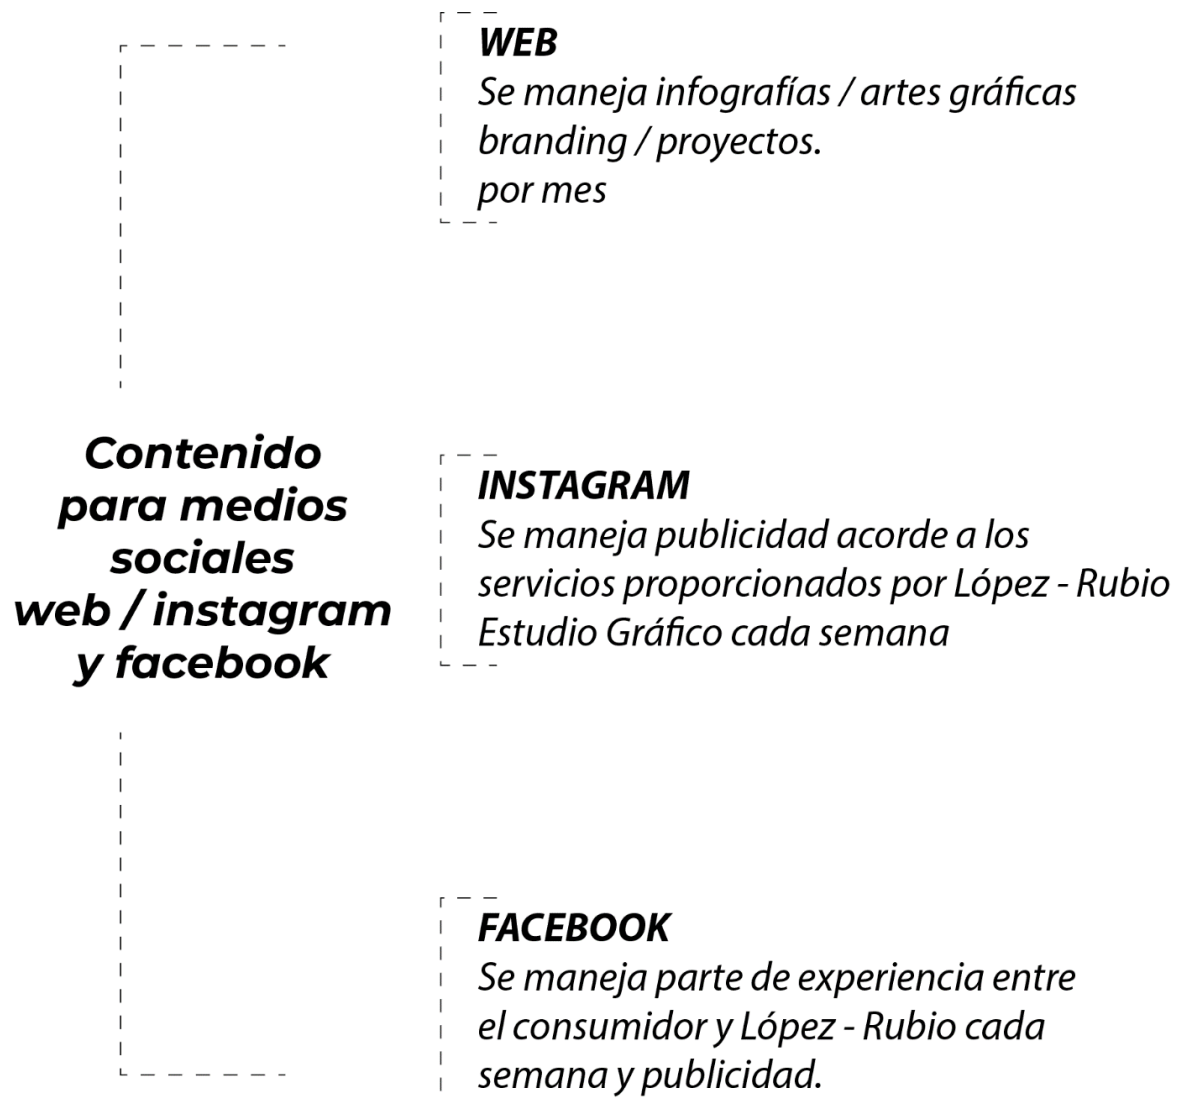 WEB
Se maneja infografías / artes gráficas
branding / proyectos.
por mes
Contenido
para medios
sociales
web / instagram
y facebook
INSTAGRAM
Se maneja publicidad acorde a los
servicios proporcionados por López - Rubio
Estudio Gráfico cada semana
FACEBOOK
Se maneja parte de experiencia entre
el consumidor y López - Rubio cada
semana y publicidad.